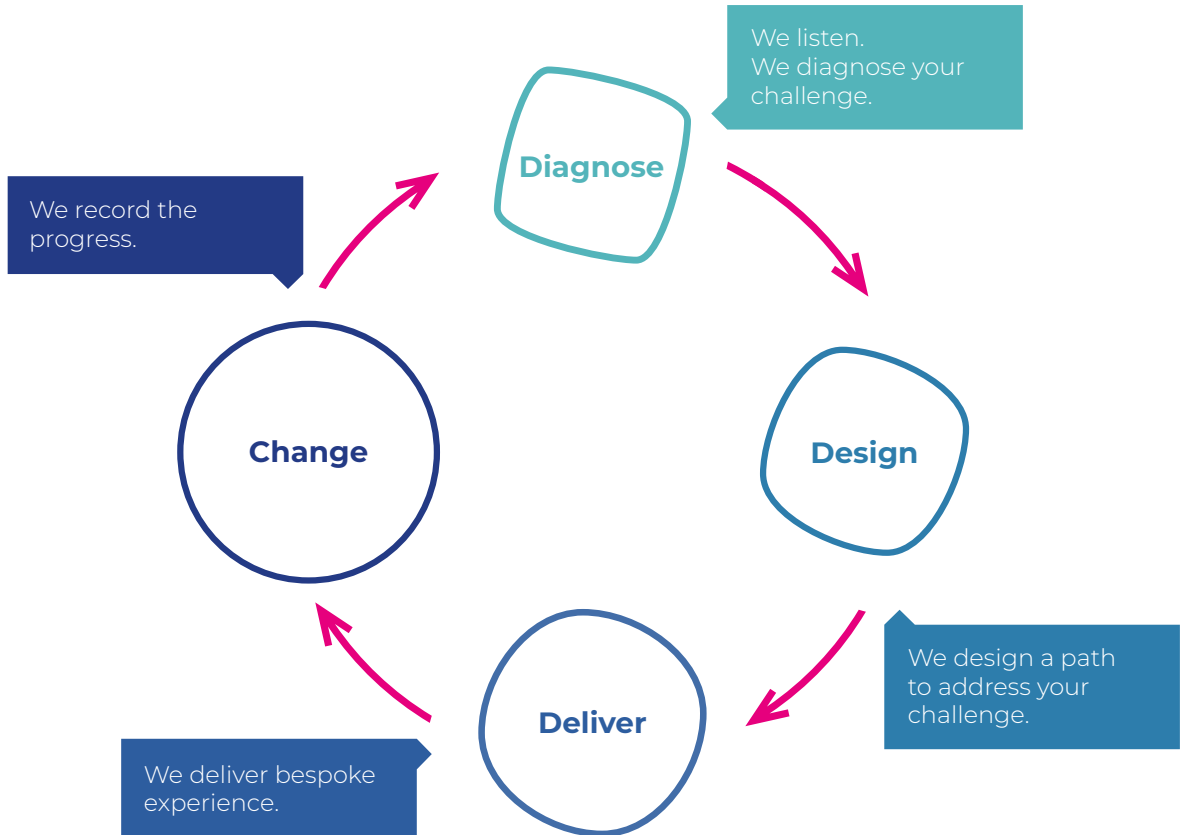 We listen.
We diagnose your
challenge.
Diagnose
We record the
progress.
Change
Design
We design a path
to address your
challenge.
Deliver
We deliver bespoke
experience.